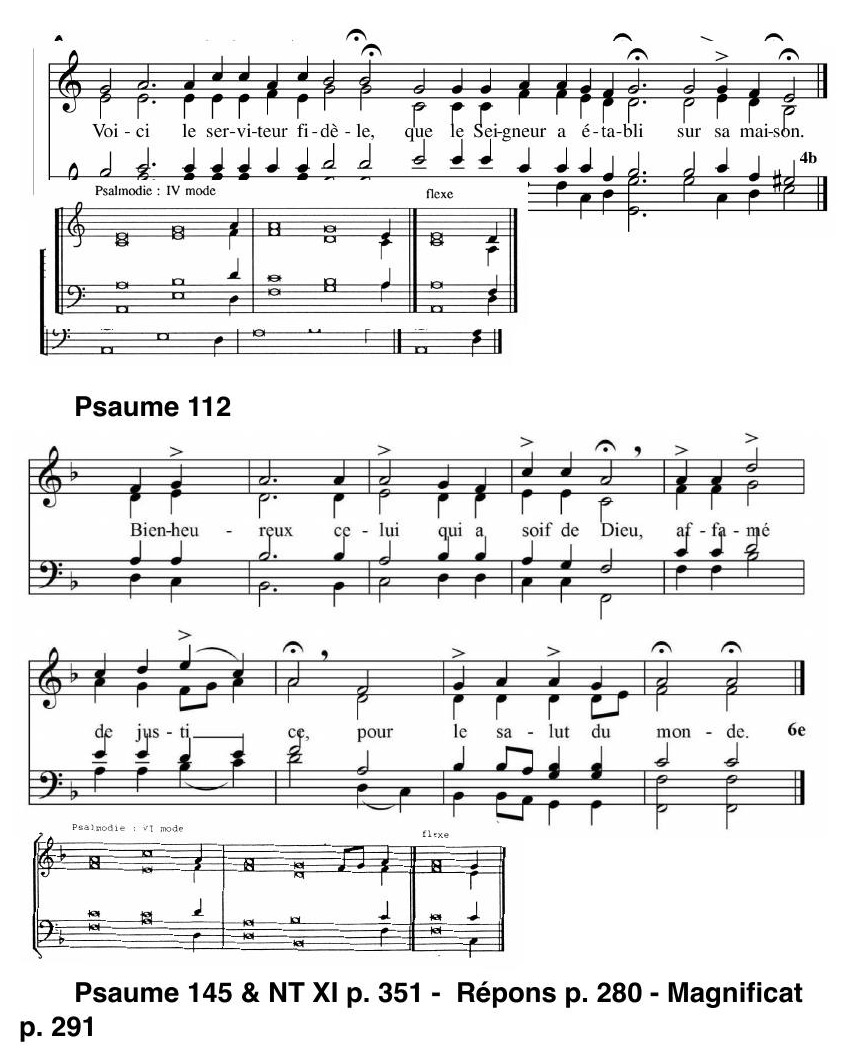 Voi - ci le ser-vi-teur fi-dè-le, que le Sei-gneur a é-ta-bli sur sa mai-son.
4b
Psalmodie : IV mode
flexe
Psaume 112
Bien-heu - reux ce - lui qui a soif de Dieu, af - fa - mé
de jus - ti ce, pour le sa - lut du mon - de. 6e
Psalmodie : VI mode
flexe
Psaume 145 & NT XI p. 351 - Répons p. 280 - Magnificat
p. 291